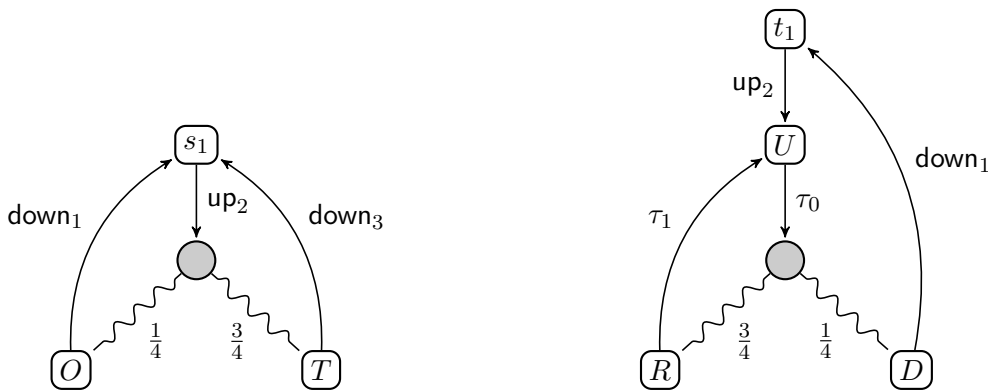 t₁
up₂
s₁
U
down₁
up₂
down₃
τ₁
τ₀
down₁
1/4
3/4
3/4
1/4
O
T
R
D